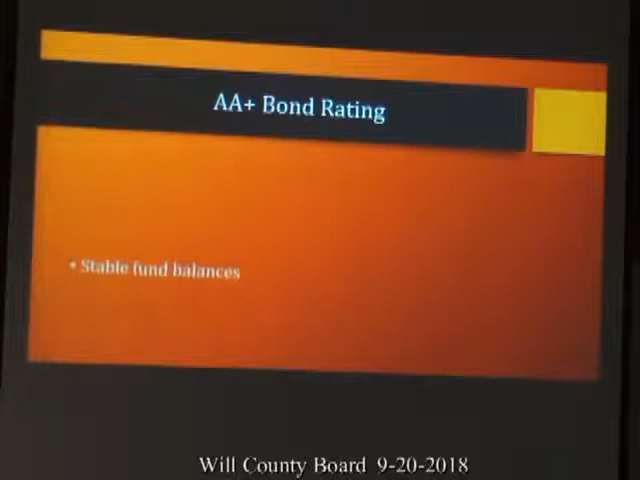 AA+ Bond Rating
• Stable fund balances
Will County Board 9-20-2018